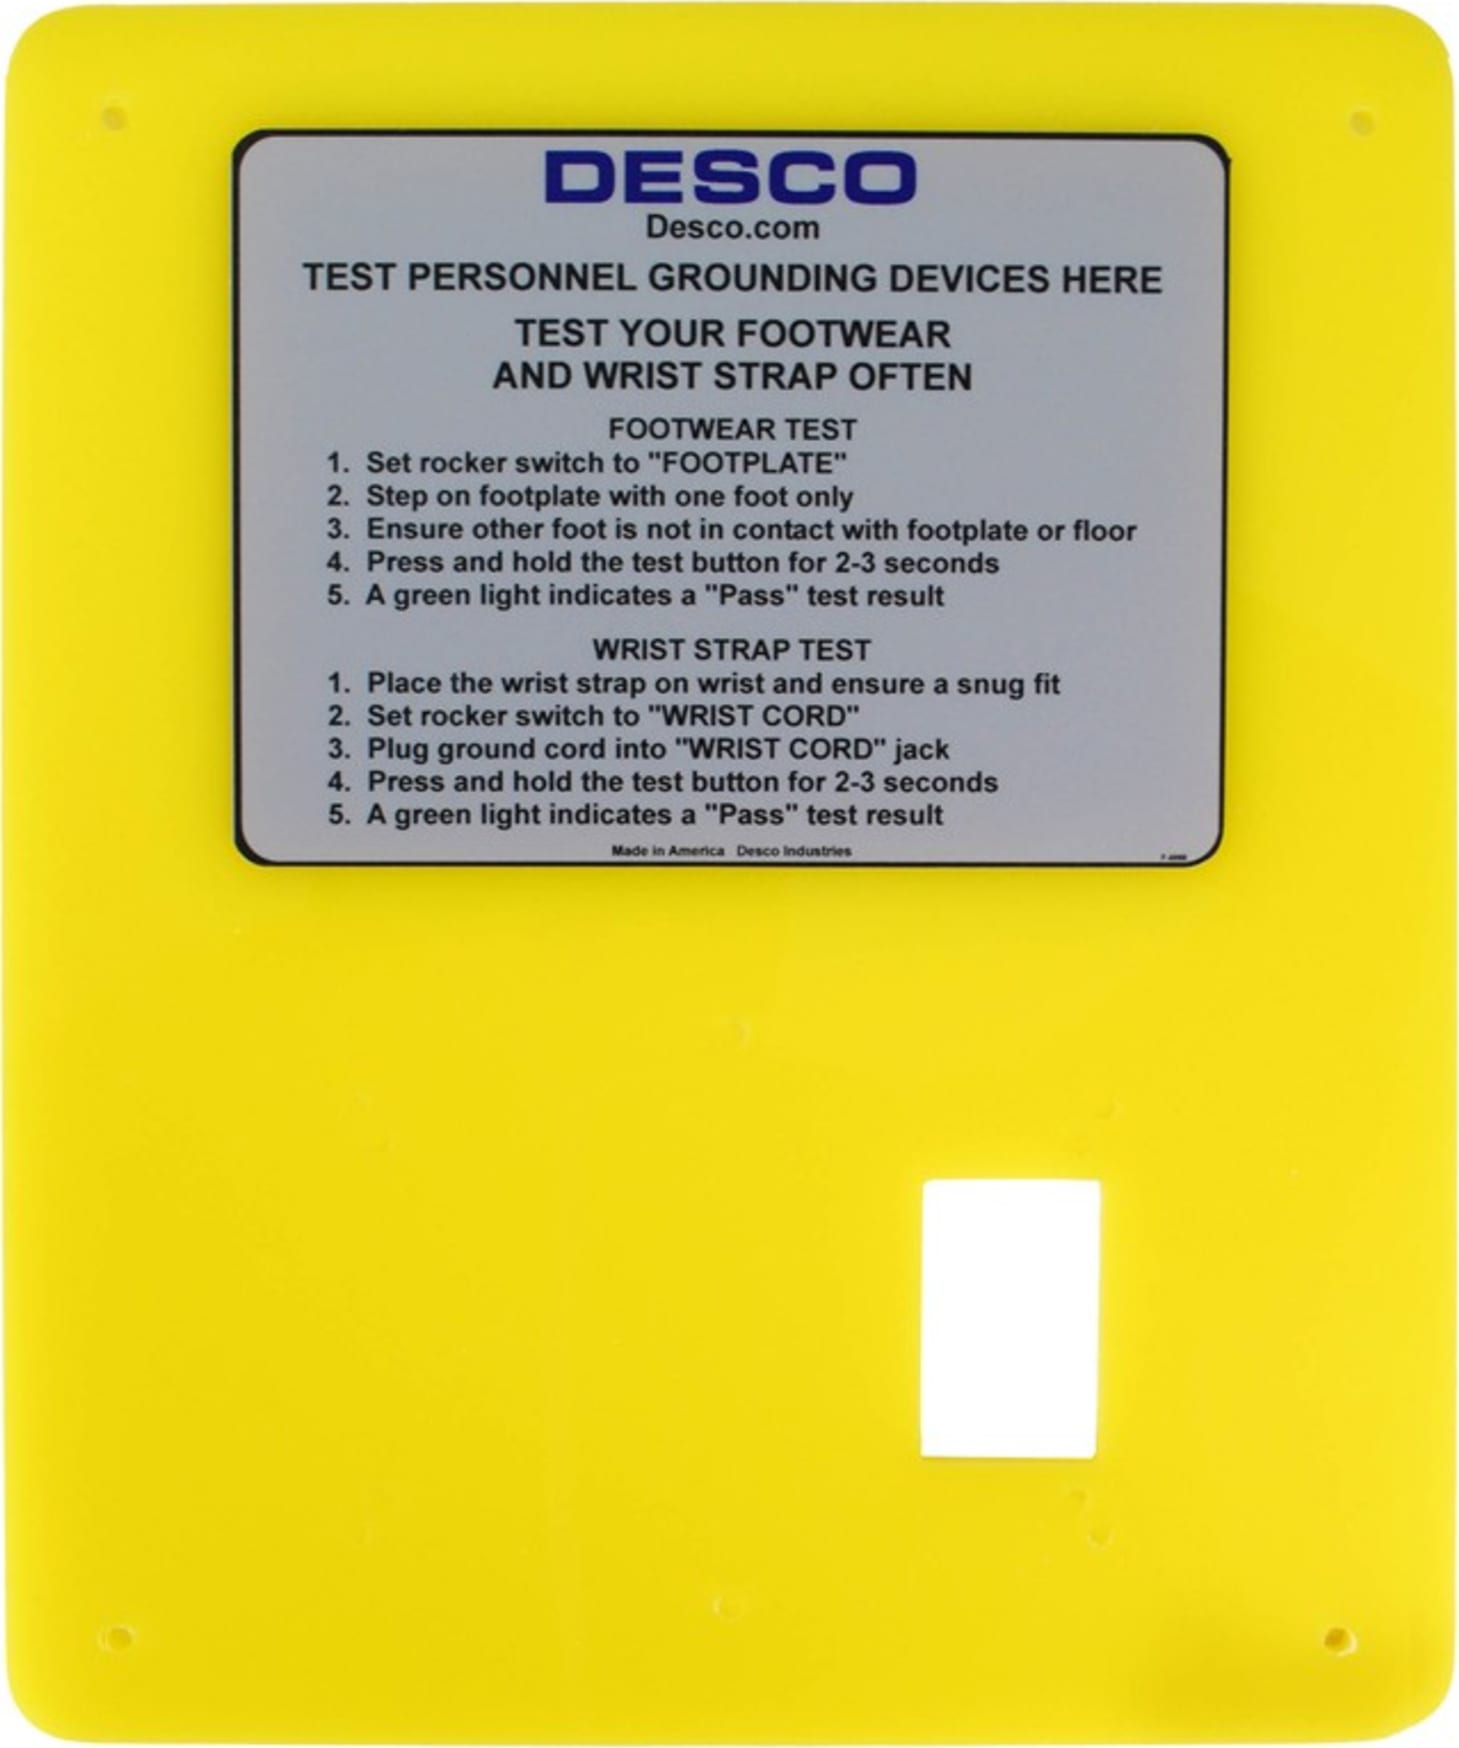 DESCO
Desco.com
TEST PERSONNEL GROUNDING DEVICES HERE
TEST YOUR FOOTWEAR
AND WRIST STRAP OFTEN
FOOTWEAR TEST
1. Set rocker switch to "FOOTPLATE"
2. Step on footplate with one foot only
3. Ensure other foot is not in contact with footplate or floor
4. Press and hold the test button for 2-3 seconds
5. A green light indicates a "Pass" test result
WRIST STRAP TEST
1. Place the wrist strap on wrist and ensure a snug fit
2. Set rocker switch to "WRIST CORD"
3. Plug ground cord into "WRIST CORD" jack
4. Press and hold the test button for 2-3 seconds
5. A green light indicates a "Pass" test result
Made in America Desco Industries